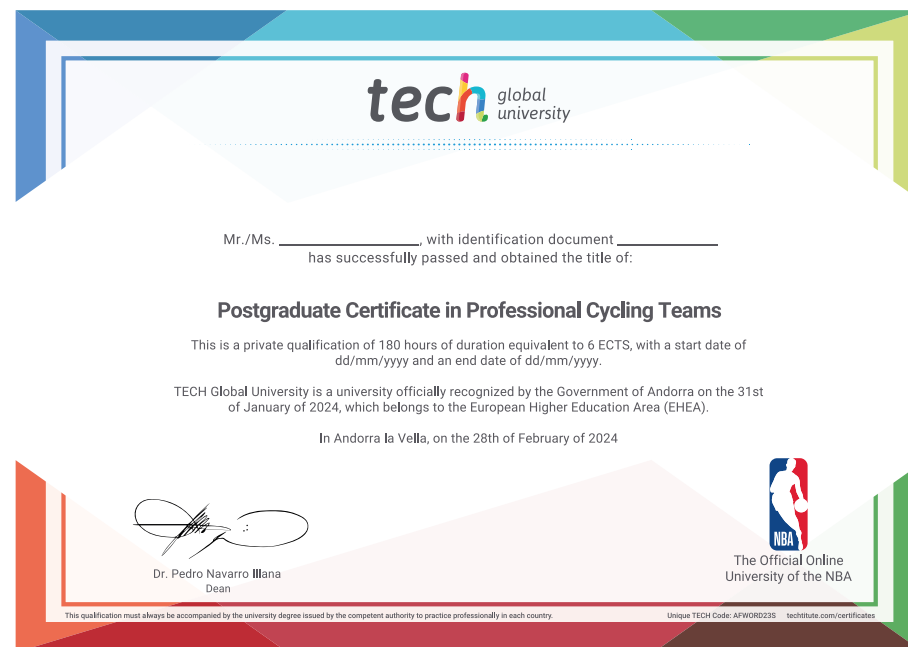 tech global university
Mr./Ms. ____________________, with identification document ______________
has successfully passed and obtained the title of:
Postgraduate Certificate in Professional Cycling Teams
This is a private qualification of 180 hours of duration equivalent to 6 ECTS, with a start date of
dd/mm/yyyy and an end date of dd/mm/yyyy.
TECH Global University is a university officially recognized by the Government of Andorra on the 31st
of January of 2024, which belongs to the European Higher Education Area (EHEA).
In Andorra la Vella, on the 28th of February of 2024
NBA
Dr. Pedro Navarro Illana
Dean
The Official Online
University of the NBA
This qualification must always be accompanied by the university degree issued by the competent authority to practice professionally in each country.
Unique TECH Code: AFWORD23S techtitute.com/certificates